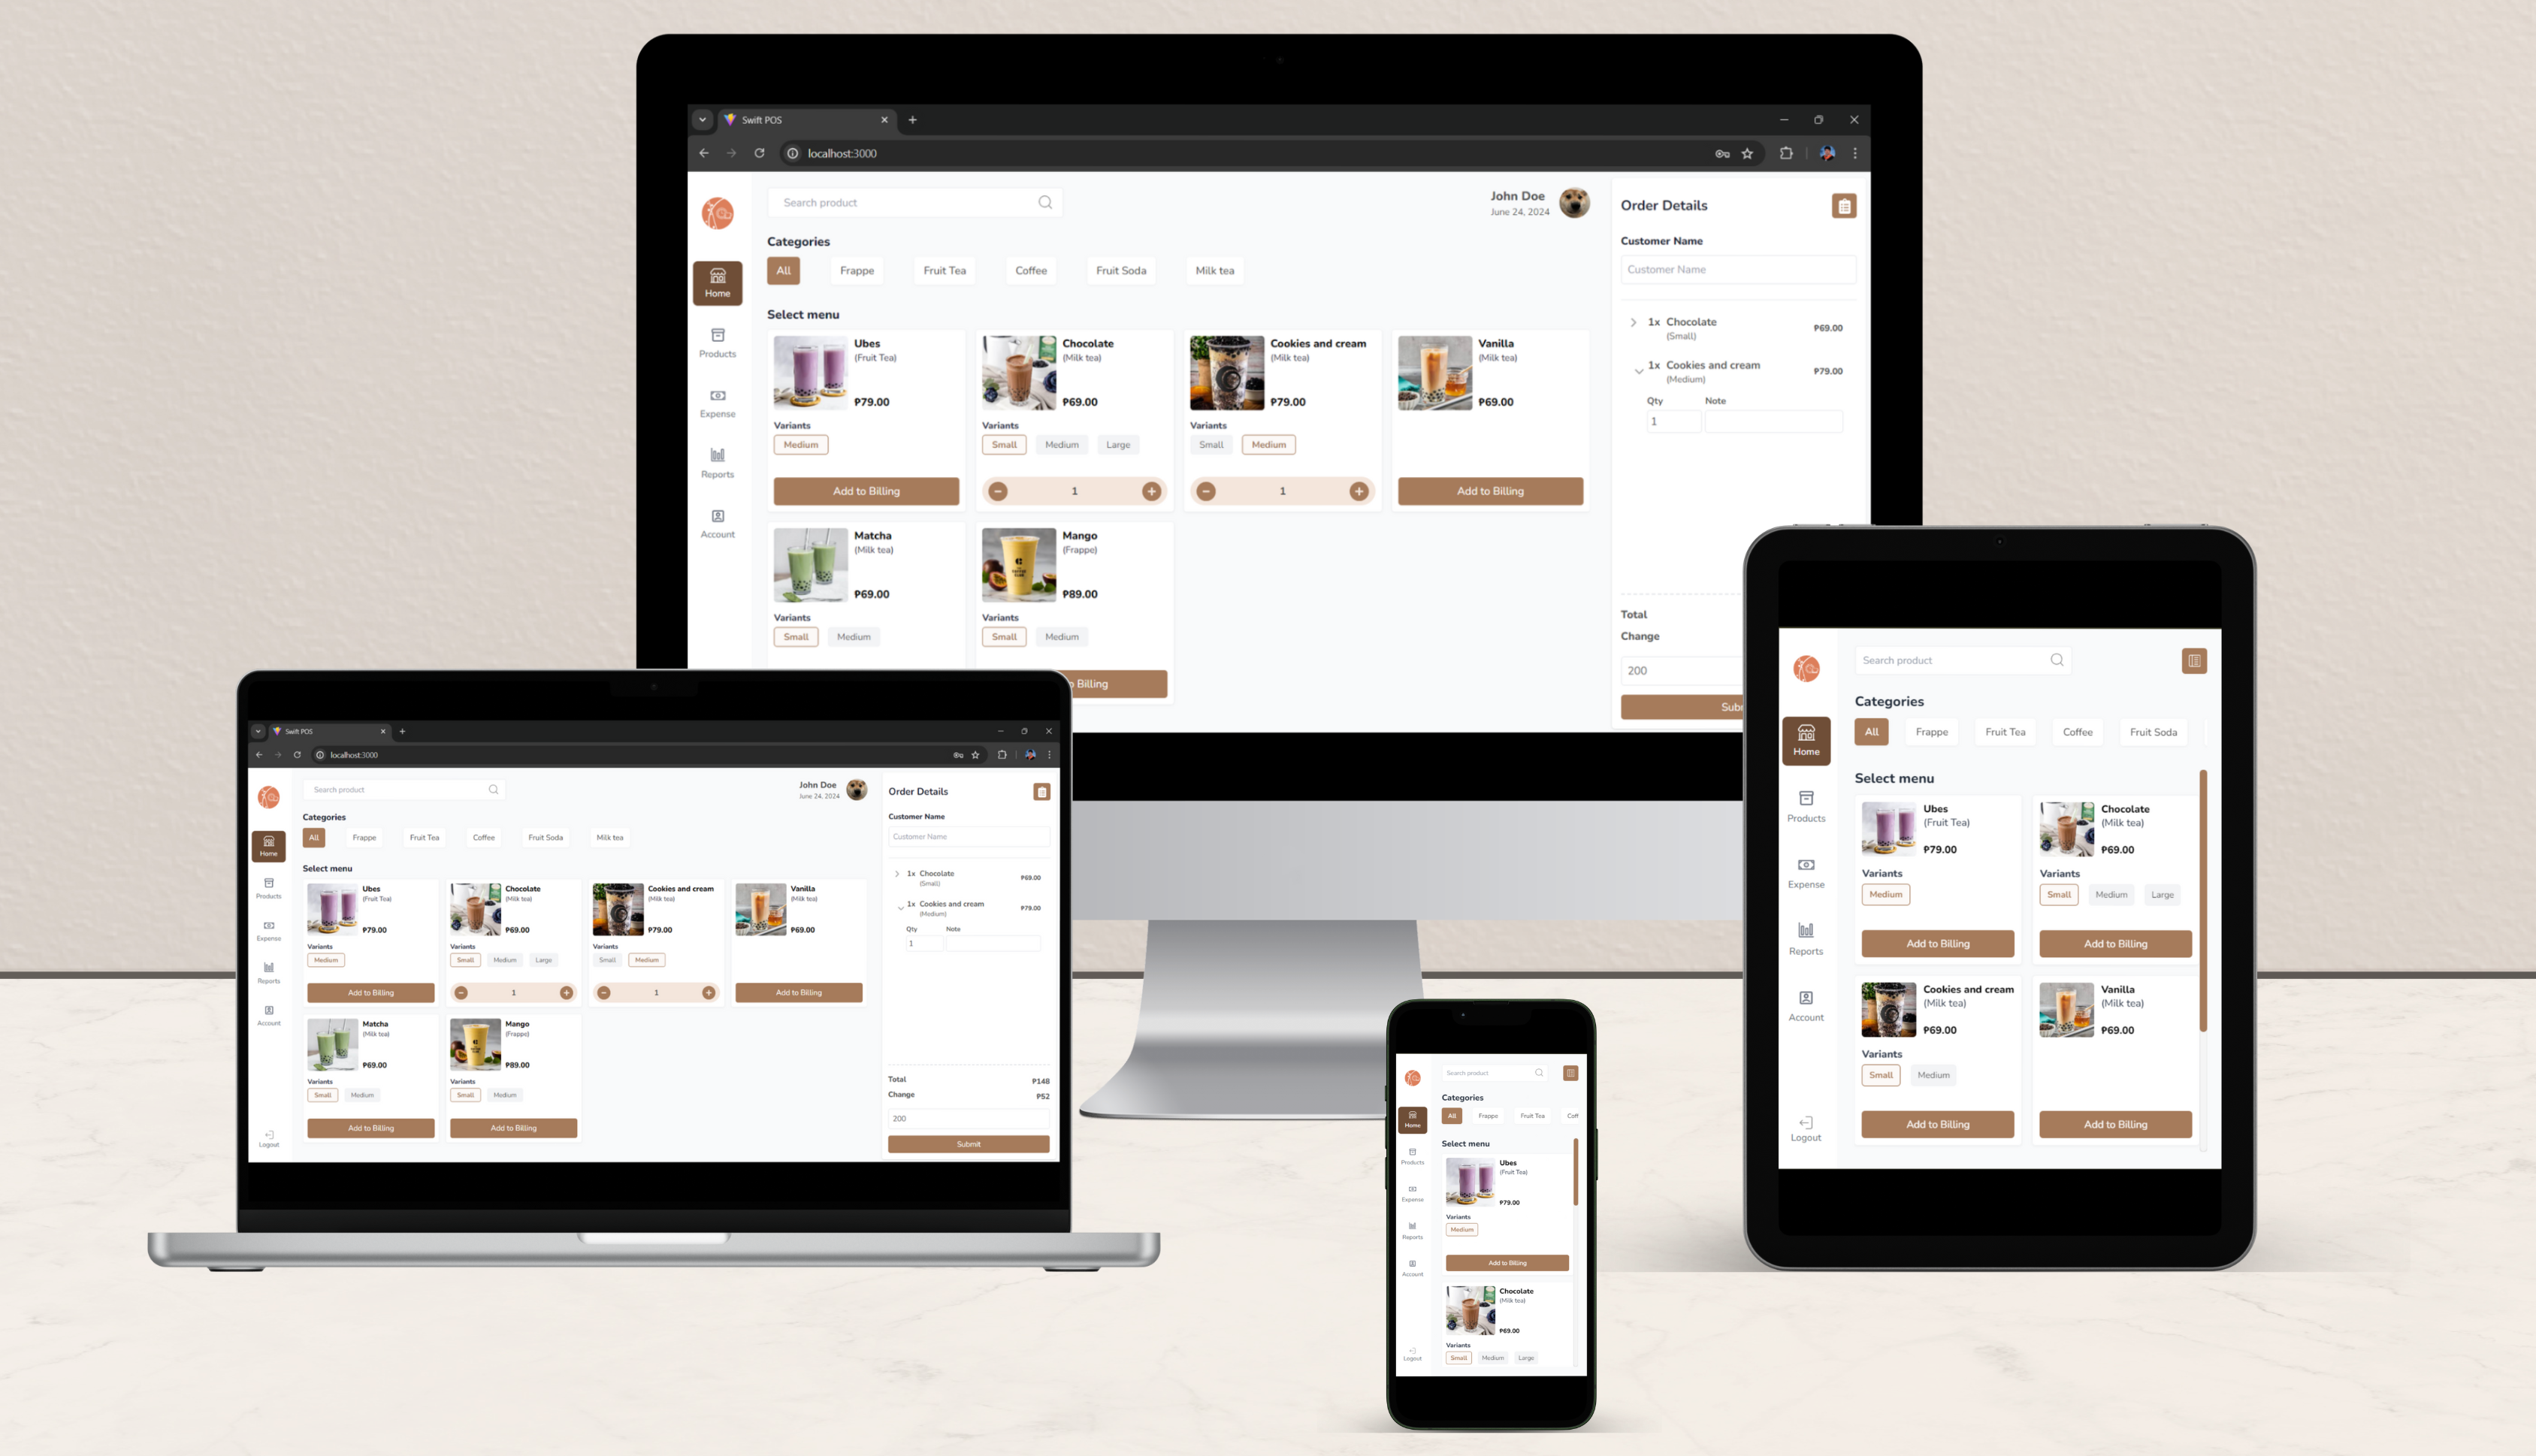 Swift POS
localhost:3000
Search product
John Doe
June 24, 2024
Categories
All Frappe Fruit Tea Coffee Fruit Soda Milk tea
Home
Products
Expense
Reports
Account
Select menu
Ubes
(Fruit Tea)
₱79.00
Variants
Medium
Add to Billing
Chocolate
(Milk tea)
₱69.00
Variants
Small Medium Large
1
Cookies and cream
(Milk tea)
₱79.00
Variants
Small Medium
1
Vanilla
(Milk tea)
₱69.00
Add to Billing
Matcha
(Milk tea)
₱69.00
Variants
Small Medium
Mango
(Frappe)
₱89.00
Variants
Small Medium
Billing
Order Details
Customer Name
Customer Name
1x Chocolate
(Small)
₱69.00
1x Cookies and cream
(Medium)
₱79.00
Qty Note
1
Total
Change
200
Sub
Swift POS
localhost:3000
Search product
John Doe
June 24, 2024
Categories
All Frappe Fruit Tea Coffee Fruit Soda Milk tea
Home
Products
Expense
Reports
Account
Logout
Select menu
Ubes
(Fruit Tea)
₱79.00
Variants
Medium
Add to Billing
Chocolate
(Milk tea)
₱69.00
Variants
Small Medium Large
1
Cookies and cream
(Milk tea)
₱79.00
Variants
Small Medium
1
Vanilla
(Milk tea)
₱69.00
Add to Billing
Matcha
(Milk tea)
₱69.00
Variants
Small Medium
Add to Billing
Mango
(Frappe)
₱89.00
Variants
Small Medium
Add to Billing
Order Details
Customer Name
Customer Name
1x Chocolate
(Small)
₱69.00
1x Cookies and cream
(Medium)
₱79.00
Qty Note
1
Total ₱148
Change ₱52
200
Submit
Search product
Categories
All Frappe Fruit Tea Coff
Home
Products
Expense
Reports
Account
Logout
Select menu
Ubes
(Fruit Tea)
₱79.00
Variants
Medium
Add to Billing
Chocolate
(Milk tea)
₱69.00
Variants
Small Medium Large
Search product
Categories
All Frappe Fruit Tea Coffee Fruit Soda
Home
Products
Expense
Reports
Account
Logout
Select menu
Ubes
(Fruit Tea)
₱79.00
Variants
Medium
Add to Billing
Chocolate
(Milk tea)
₱69.00
Variants
Small Medium Large
Add to Billing
Cookies and cream
(Milk tea)
₱69.00
Variants
Small Medium
Add to Billing
Vanilla
(Milk tea)
₱69.00
Add to Billing